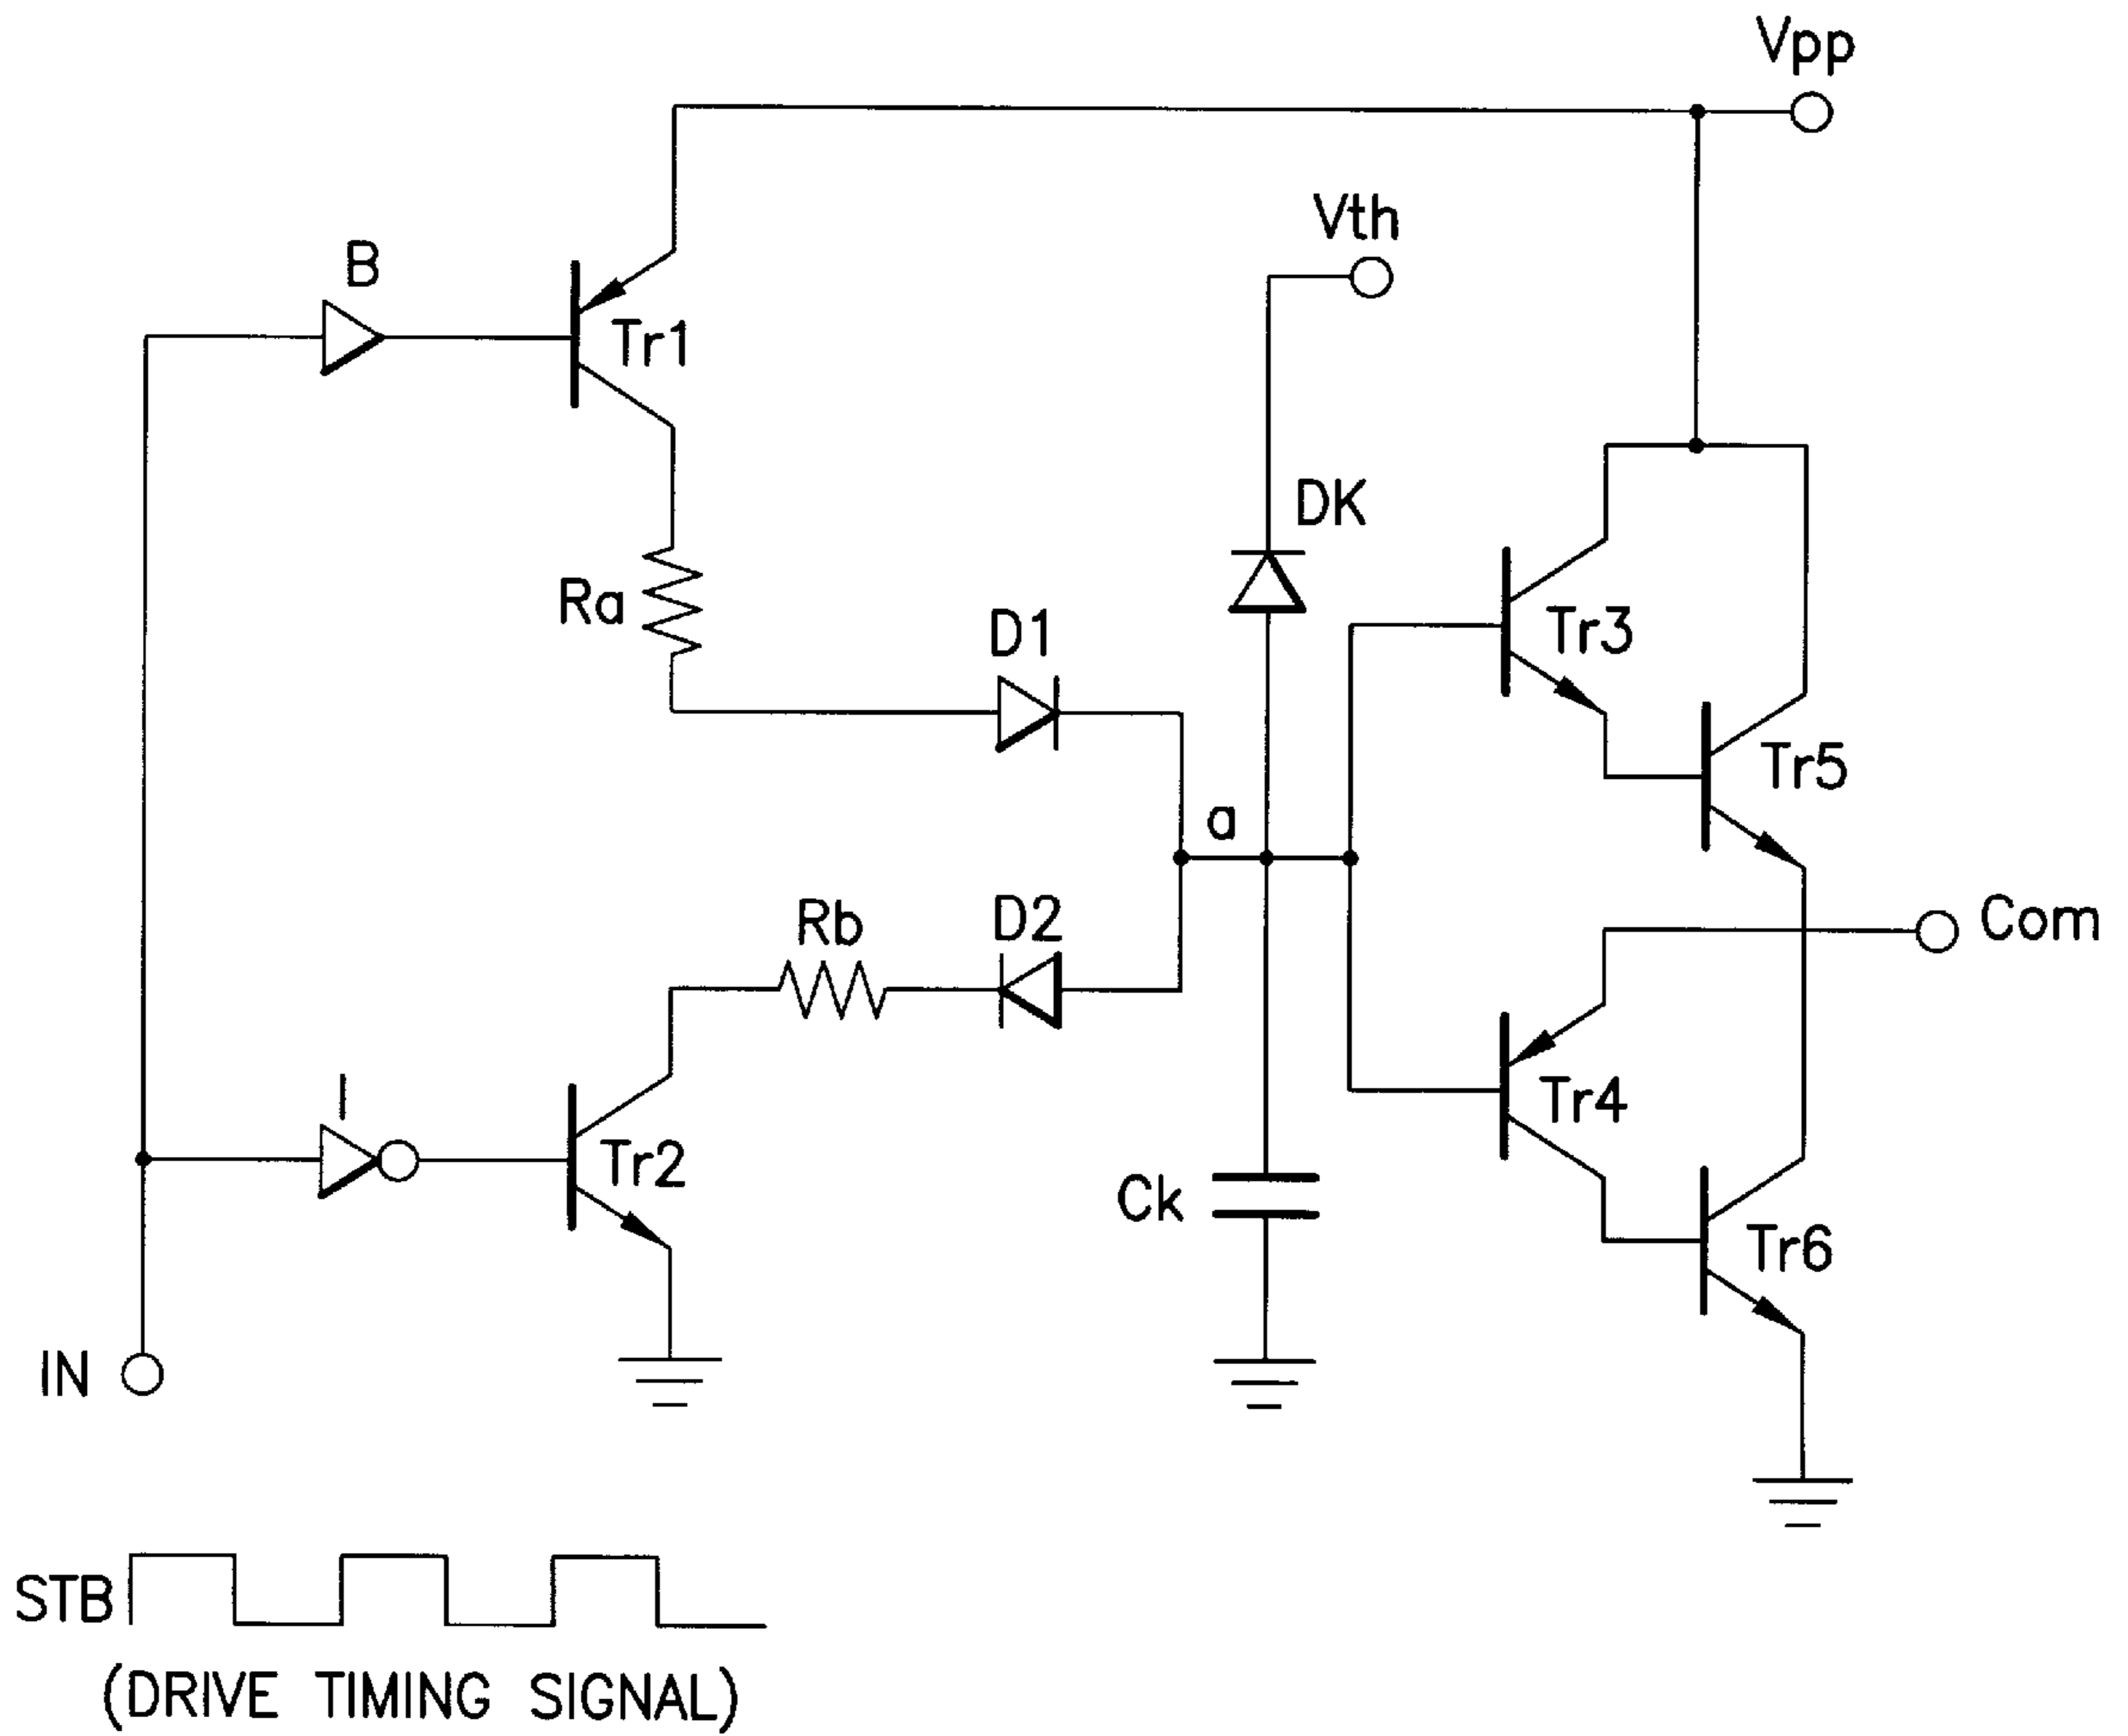 Vpp
Vth
B
Tr1
DK
Ra
D1
Tr3
Tr5
a
Rb
D2
Com
I
Tr4
Tr2
Ck
Tr6
IN
STB
(DRIVE TIMING SIGNAL)